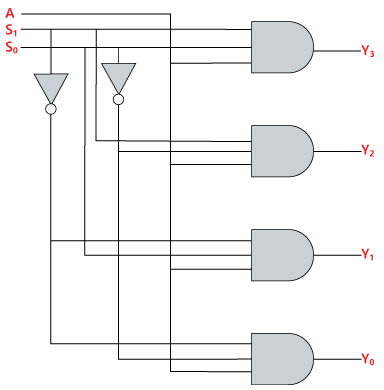 A
S₁
S₀
Y₃
Y₂
Y₁
Y₀